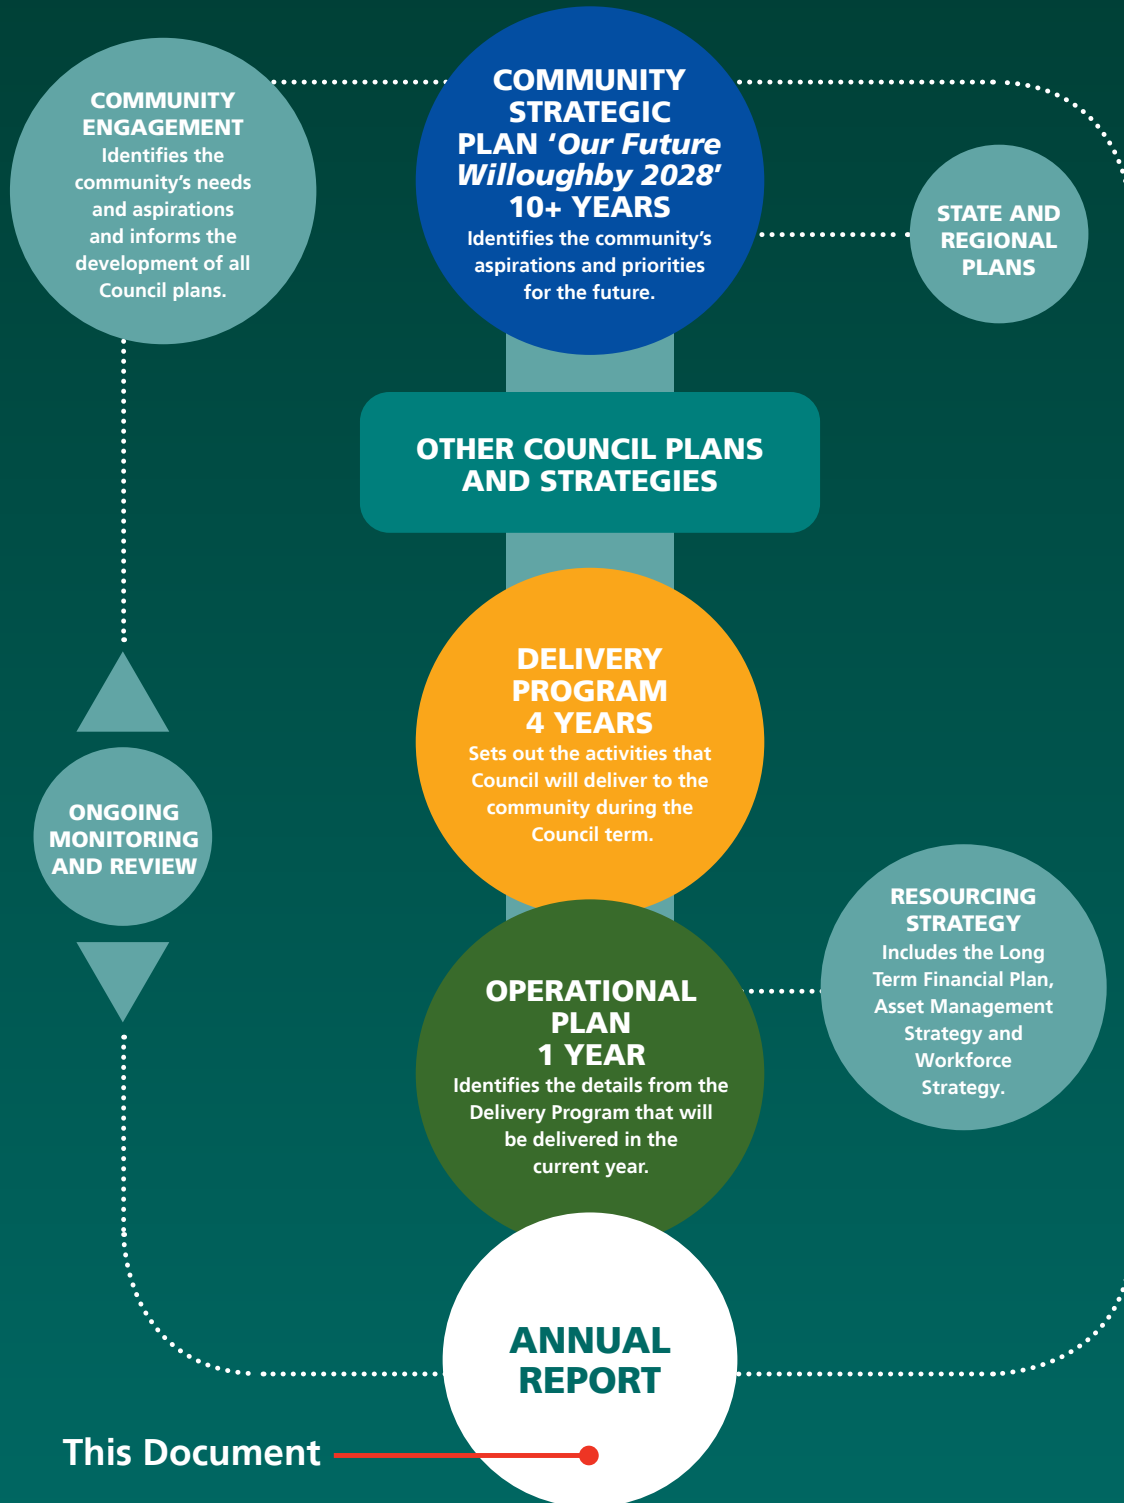 COMMUNITY
ENGAGEMENT
Identifies the
community’s needs
and aspirations
and informs the
development of all
Council plans.
COMMUNITY
STRATEGIC
PLAN ‘Our Future
Willoughby 2028’
10+ YEARS
Identifies the community’s
aspirations and priorities
for the future.
STATE AND
REGIONAL
PLANS
OTHER COUNCIL PLANS
AND STRATEGIES
DELIVERY
PROGRAM
4 YEARS
Sets out the activities that
Council will deliver to the
community during the
Council term.
ONGOING
MONITORING
AND REVIEW
RESOURCING
STRATEGY
Includes the Long
Term Financial Plan,
Asset Management
Strategy and
Workforce
Strategy.
OPERATIONAL
PLAN
1 YEAR
Identifies the details from the
Delivery Program that will
be delivered in the
current year.
ANNUAL
REPORT
This Document